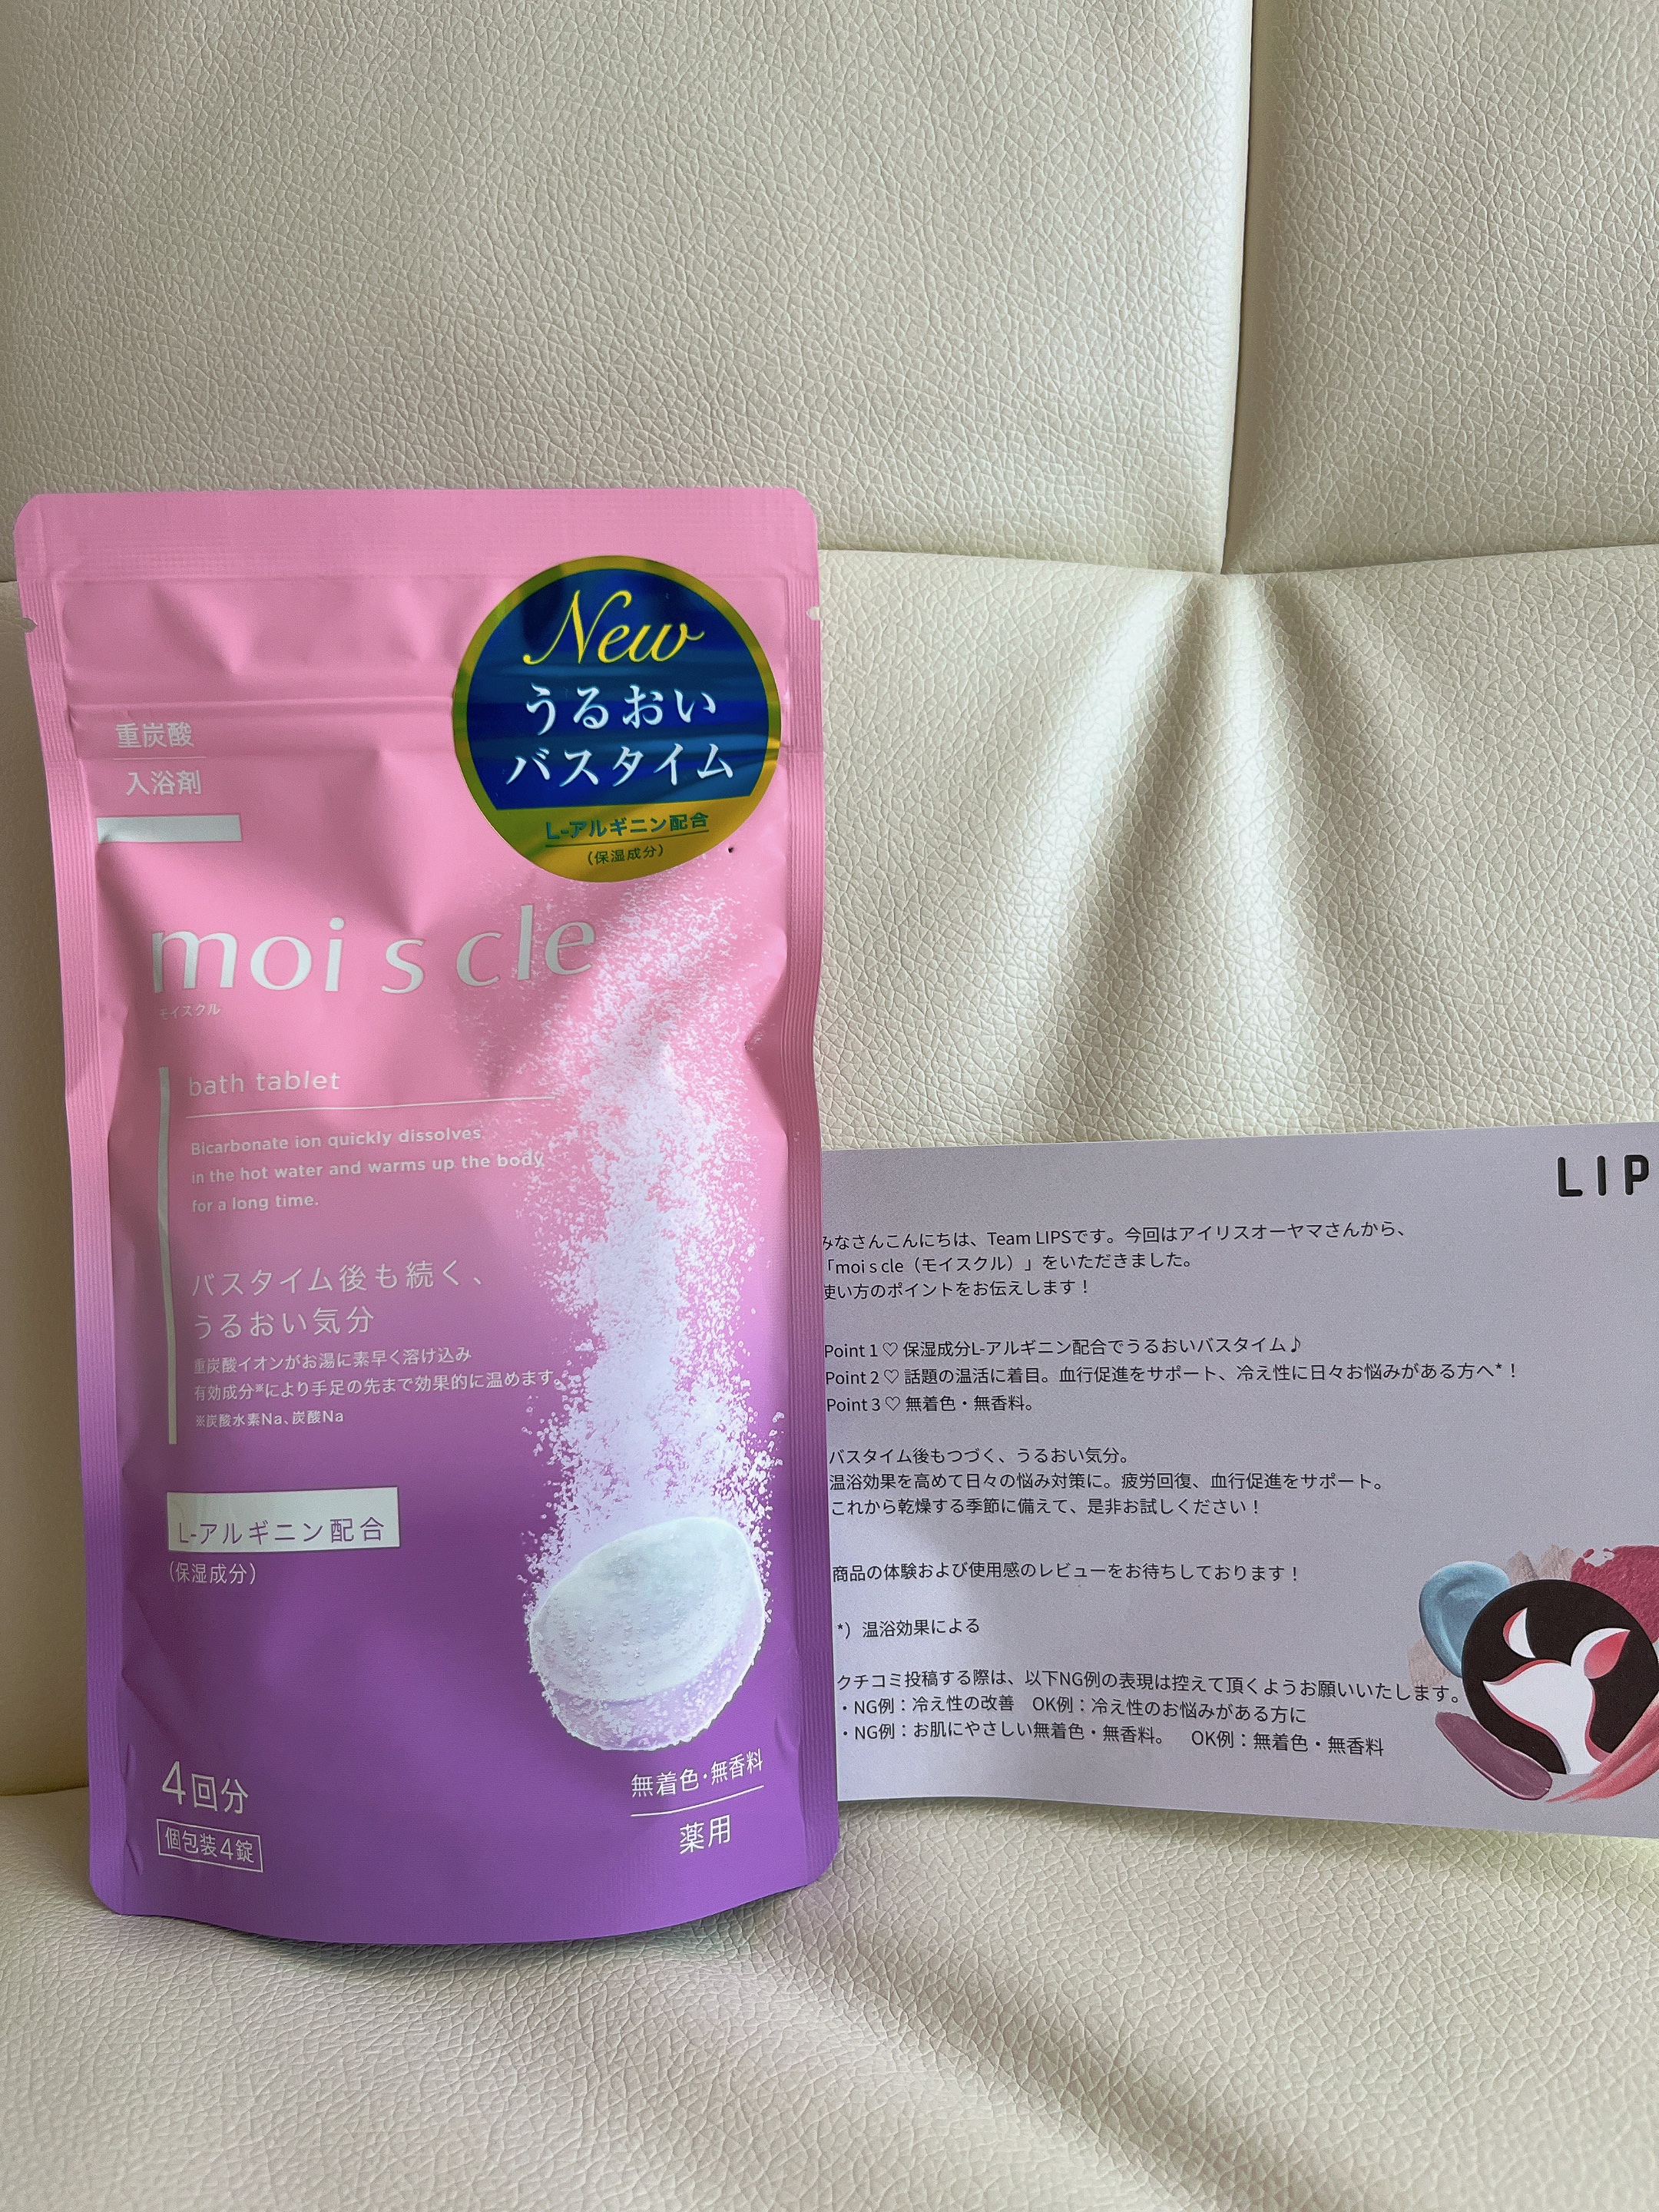 New
うるおい
バスタイム
L-アルギニン配合
(保湿成分)
重炭酸
入浴剤
moi s cle
モイスクル
bath tablet
Bicarbonate ion quickly dissolves
in the hot water and warms up the body
for a long time.
バスタイム後も続く、
うるおい気分
重炭酸イオンがお湯に素早く溶け込み
有効成分※により手足の先まで効果的に温めます。
※炭酸水素Na、炭酸Na
L-アルギニン配合
(保湿成分)
4回分
個包装4錠
無着色・無香料
薬用
LIP
みなさんこんにちは、Team LIPSです。今回はアイリスオーヤマさんから、
「moi s cle（モイスクル）」をいただきました。
使い方のポイントをお伝えします！
Point 1♡ 保湿成分L-アルギニン配合でうるおいバスタイム♪
Point 2♡ 話題の温活に着目。血行促進をサポート、冷え性に日々お悩みがある方へ*！
Point 3♡ 無着色・無香料。
バスタイム後もつづく、うるおい気分。
温浴効果を高めて日々の悩み対策に。疲労回復、血行促進をサポート。
これから乾燥する季節に備えて、是非お試しください！
商品の体験および使用感のレビューをお待ちしております！
*）温浴効果による
クチコミ投稿する際は、以下NG例の表現は控えて頂くようお願いいたします。
・NG例：冷え性の改善　OK例：冷え性のお悩みがある方に
・NG例：お肌にやさしい無着色・無香料。　OK例：無着色・無香料